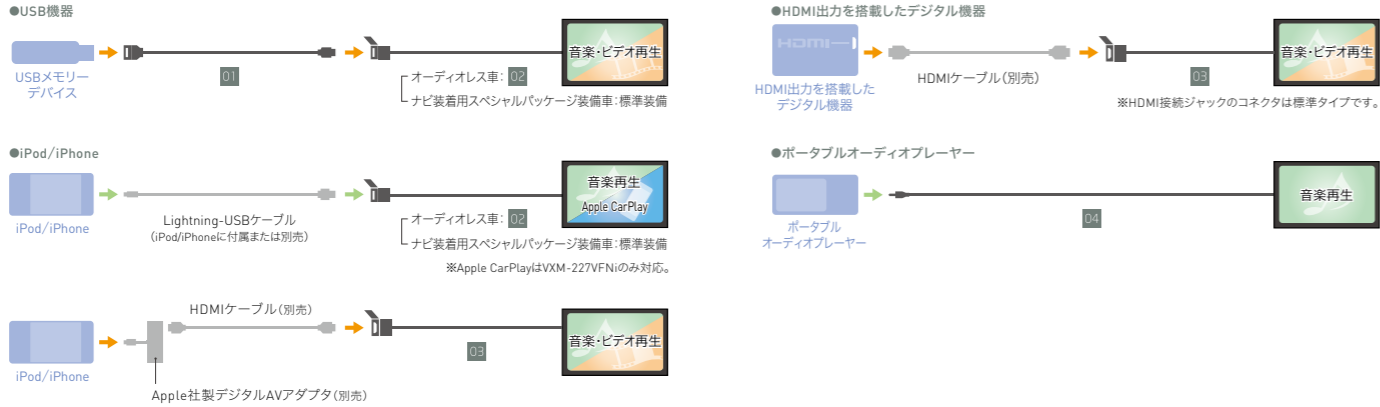 ●USB機器
USBメモリー
デバイス
01
オーディオレス車：02
ナビ装着用スペシャルパッケージ装備車：標準装備
音楽・ビデオ再生
●iPod/iPhone
iPod/iPhone
Lightning-USBケーブル
（iPod/iPhoneに付属または別売）
オーディオレス車：02
ナビ装着用スペシャルパッケージ装備車：標準装備
音楽再生
Apple CarPlay
※Apple CarPlayはVXM-227VFNiのみ対応。
iPod/iPhone
HDMIケーブル（別売）
Apple社製デジタルAVアダプタ（別売）
03
音楽・ビデオ再生
●HDMI出力を搭載したデジタル機器
HDMI
HDMI出力を搭載した
デジタル機器
HDMIケーブル（別売）
03
音楽・ビデオ再生
※HDMI接続ジャックのコネクタは標準タイプです。
●ポータブルオーディオプレーヤー
ポータブル
オーディオプレーヤー
04
音楽再生